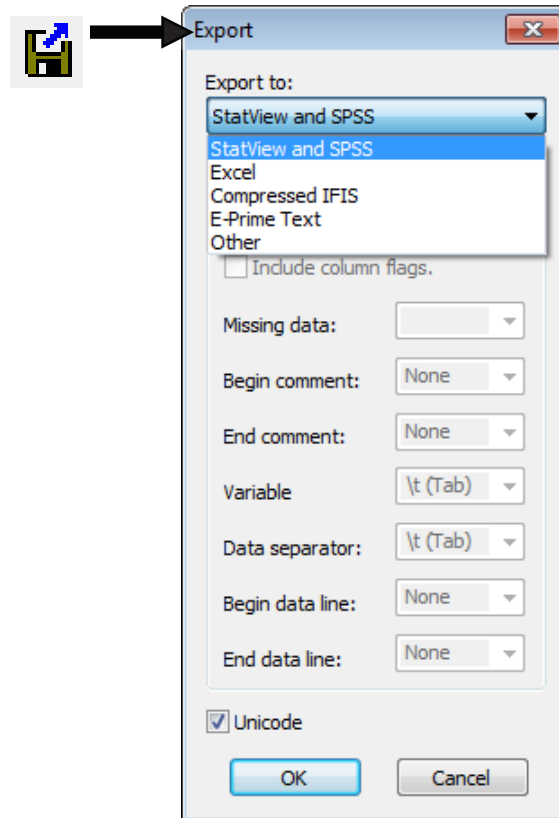 Export
Export to:
StatView and SPSS
StatView and SPSS
Excel
Compressed IFIS
E-Prime Text
Other
Include column flags.
Missing data:
Begin comment: None
End comment: None
Variable \t (Tab)
Data separator: \t (Tab)
Begin data line: None
End data line: None
Unicode
OK Cancel